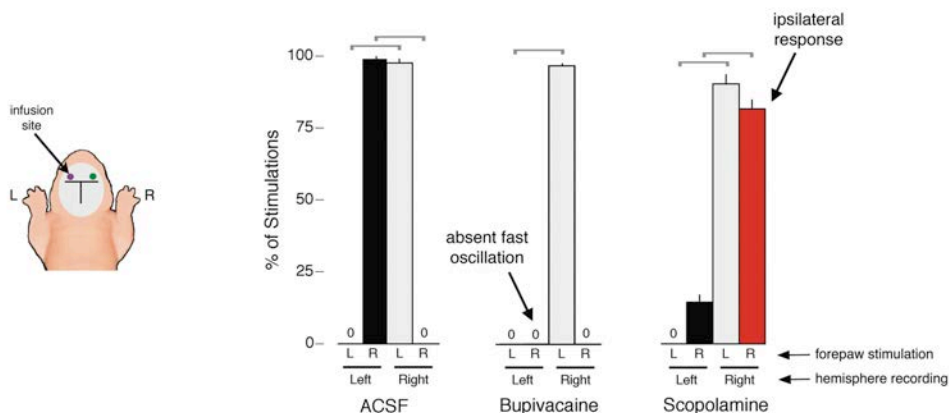 infusion
site
L
R
% of Stimulations
100
75
50
25
0
0
0
L R L R
Left Right
ACSF
absent fast
oscillation
0 0
0
L R L R
Left Right
Bupivacaine
ipsilateral
response
0
L R L R
Left Right
Scopolamine
forepaw stimulation
hemisphere recording